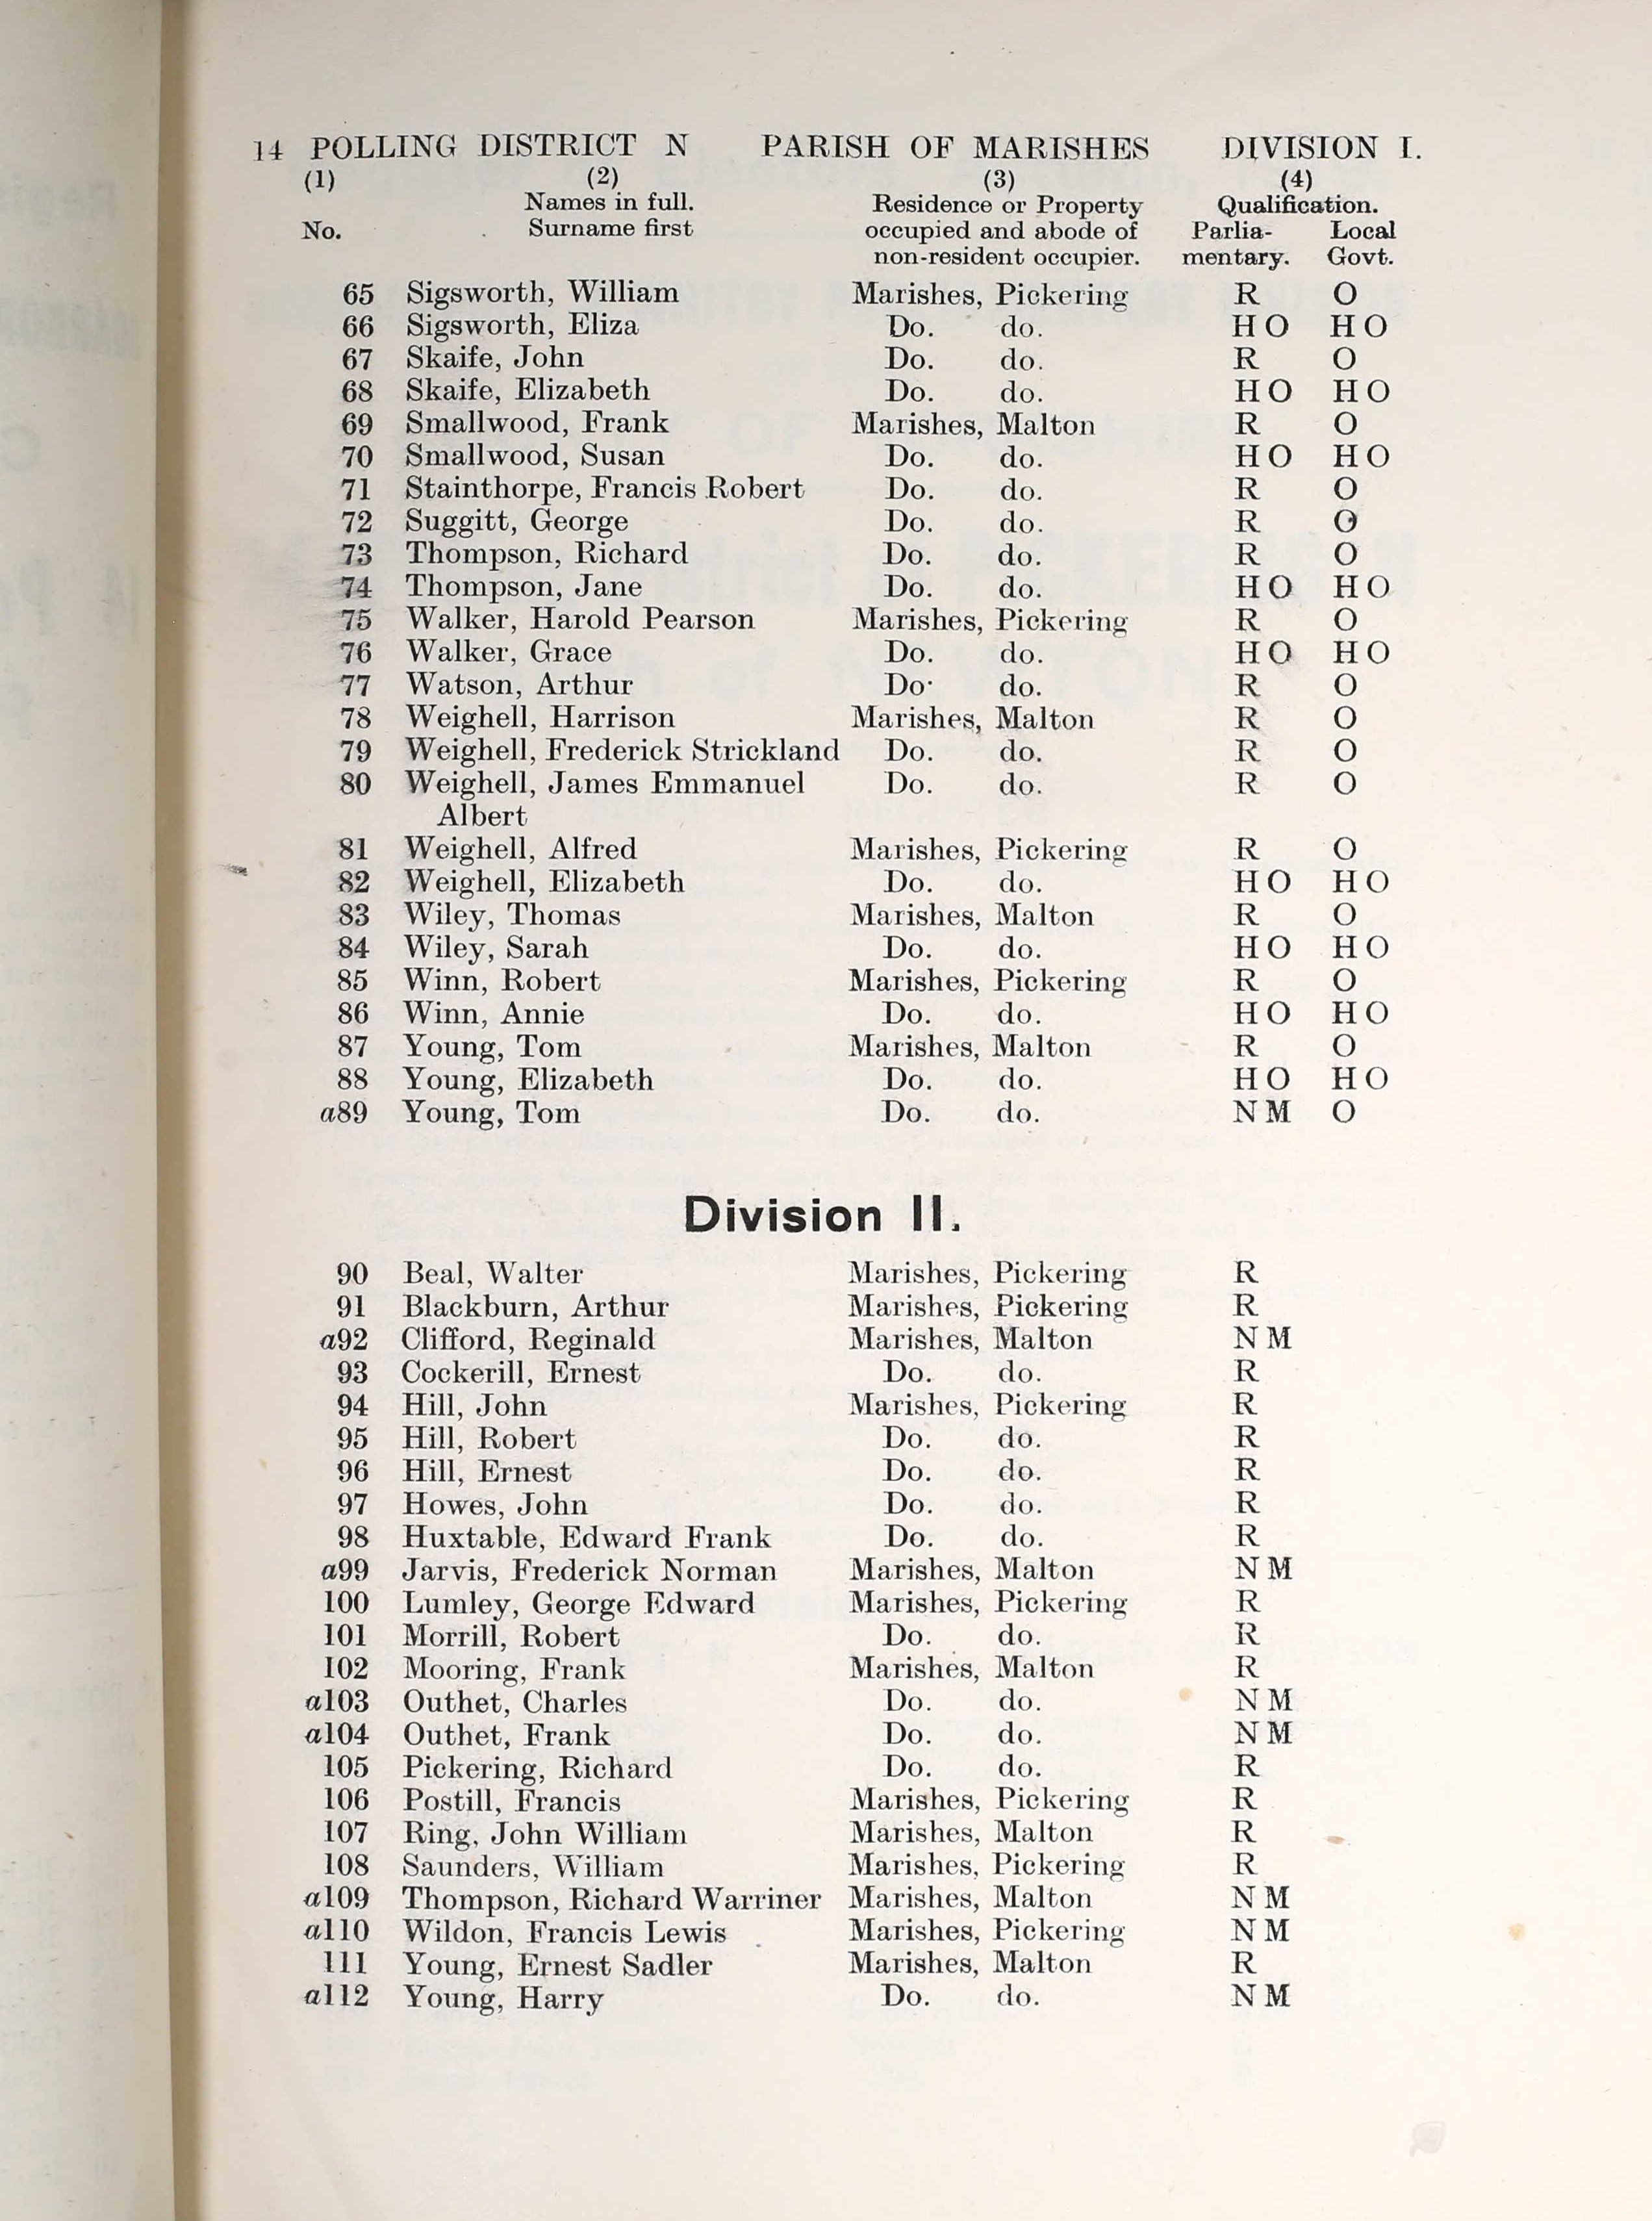 14 POLLING DISTRICT N PARISH OF MARISHES DIVISION I.
(1) (2) (3) (4)
Names in full. Residence or Property Qualification.
No. Surname first occupied and abode of Parlia- Local
non-resident occupier. mentary. Govt.
65 Sigsworth, William Marishes, Pickering R O
66 Sigsworth, Eliza Do. do. H O H O
67 Skaife, John Do. do. R O
68 Skaife, Elizabeth Do. do. H O H O
69 Smallwood, Frank Marishes, Malton R O
70 Smallwood, Susan Do. do. H O H O
71 Stainthorpe, Francis Robert Do. do. R O
72 Suggitt, George Do. do. R O
73 Thompson, Richard Do. do. R O
74 Thompson, Jane Do. do. H O H O
75 Walker, Harold Pearson Marishes, Pickering R O
76 Walker, Grace Do. do. H O H O
77 Watson, Arthur Do· do. R O
78 Weighell, Harrison Marishes, Malton R O
79 Weighell, Frederick Strickland Do. do. R O
80 Weighell, James Emmanuel Do. do. R O
Albert
81 Weighell, Alfred Marishes, Pickering R O
82 Weighell, Elizabeth Do. do. H O H O
83 Wiley, Thomas Marishes, Malton R O
84 Wiley, Sarah Do. do. H O H O
85 Winn, Robert Marishes, Pickering R O
86 Winn, Annie Do. do. H O H O
87 Young, Tom Marishes, Malton R O
88 Young, Elizabeth Do. do. H O H O
a89 Young, Tom Do. do. N M O
Division II.
90 Beal, Walter Marishes, Pickering R
91 Blackburn, Arthur Marishes, Pickering R
a92 Clifford, Reginald Marishes, Malton N M
93 Cockerill, Ernest Do. do. R
94 Hill, John Marishes, Pickering R
95 Hill, Robert Do. do. R
96 Hill, Ernest Do. do. R
97 Howes, John Do. do. R
98 Huxtable, Edward Frank Do. do. R
a99 Jarvis, Frederick Norman Marishes, Malton N M
100 Lumley, George Edward Marishes, Pickering R
101 Morrill, Robert Do. do. R
102 Mooring, Frank Marishes, Malton R
a103 Outhet, Charles Do. do. N M
a104 Outhet, Frank Do. do. N M
105 Pickering, Richard Do. do. R
106 Postill, Francis Marishes, Pickering R
107 Ring, John William Marishes, Malton R
108 Saunders, William Marishes, Pickering R
a109 Thompson, Richard Warriner Marishes, Malton N M
a110 Wildon, Francis Lewis Marishes, Pickering N M
111 Young, Ernest Sadler Marishes, Malton R
a112 Young, Harry Do. do. N M